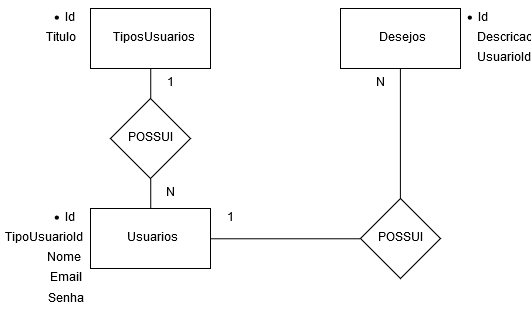 • Id
Titulo
TiposUsuarios
Desejos
• Id
Descricao
UsuarioId
1
N
POSSUI
N
• Id
TipoUsuarioId
Nome
Email
Senha
Usuarios
1
POSSUI